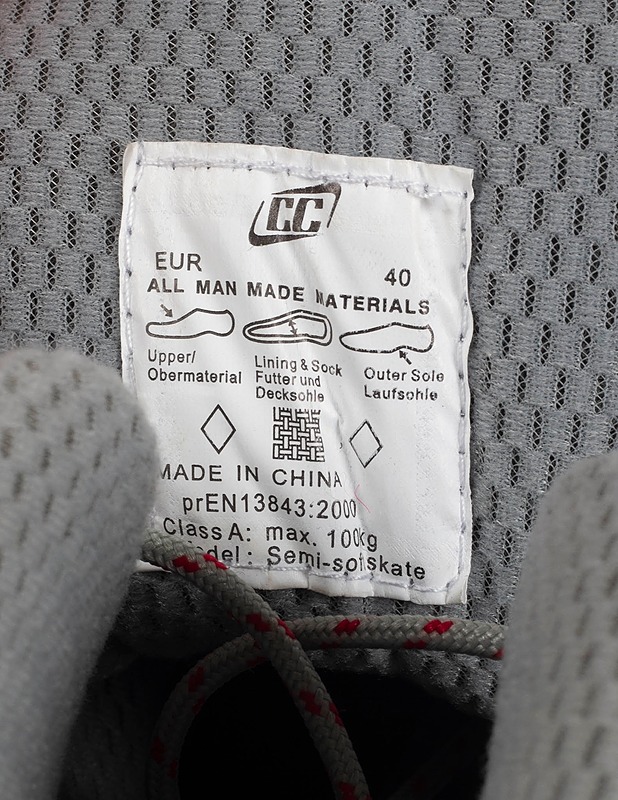 CC
EUR 40
ALL MAN MADE MATERIALS
Upper/
Obermaterial
Lining & Sock
Futter und
Decksohle
Outer Sole
Laufsohle
MADE IN CHINA
prEN13843:2000
Class A: max. 100kg
Semi-softskate